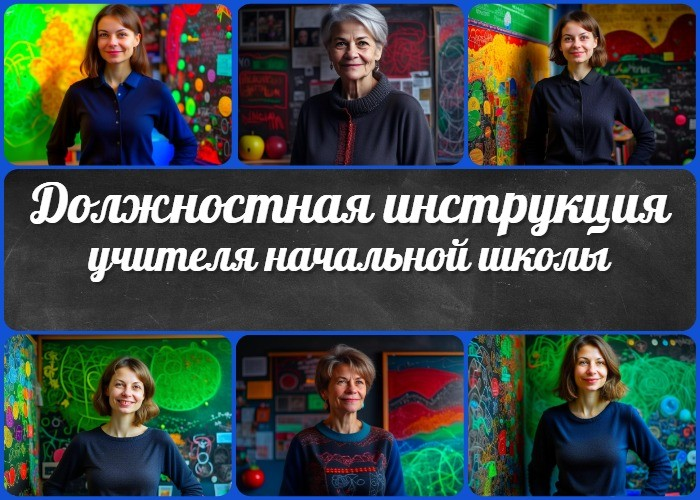 Должностная инструкция
учителя начальной школы